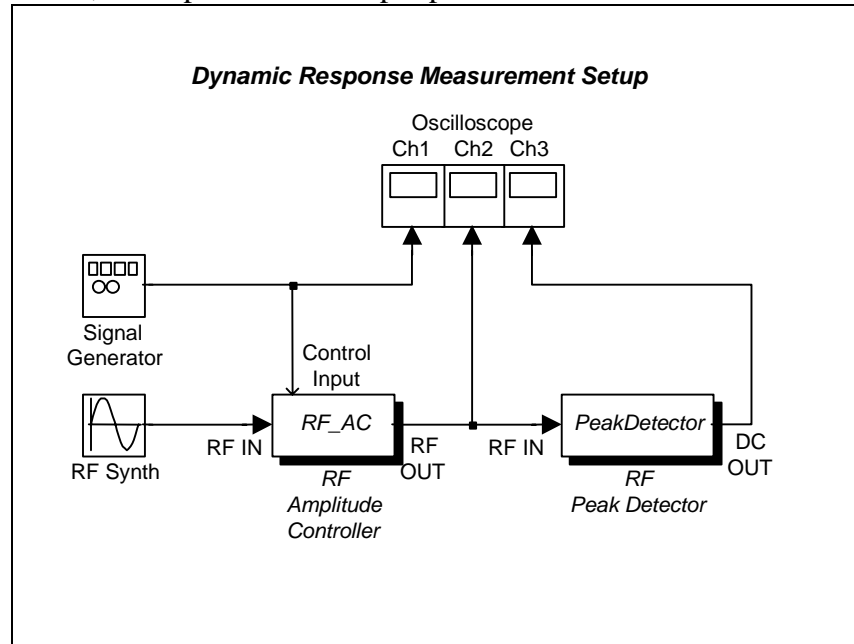 Dynamic Response Measurement Setup
Oscilloscope
Ch1 Ch2 Ch3
Signal
Generator
Control
Input
RF_AC
PeakDetector
RF Synth
RF IN
RF
OUT
RF IN
DC
OUT
RF
Amplitude
Controller
RF
Peak Detector